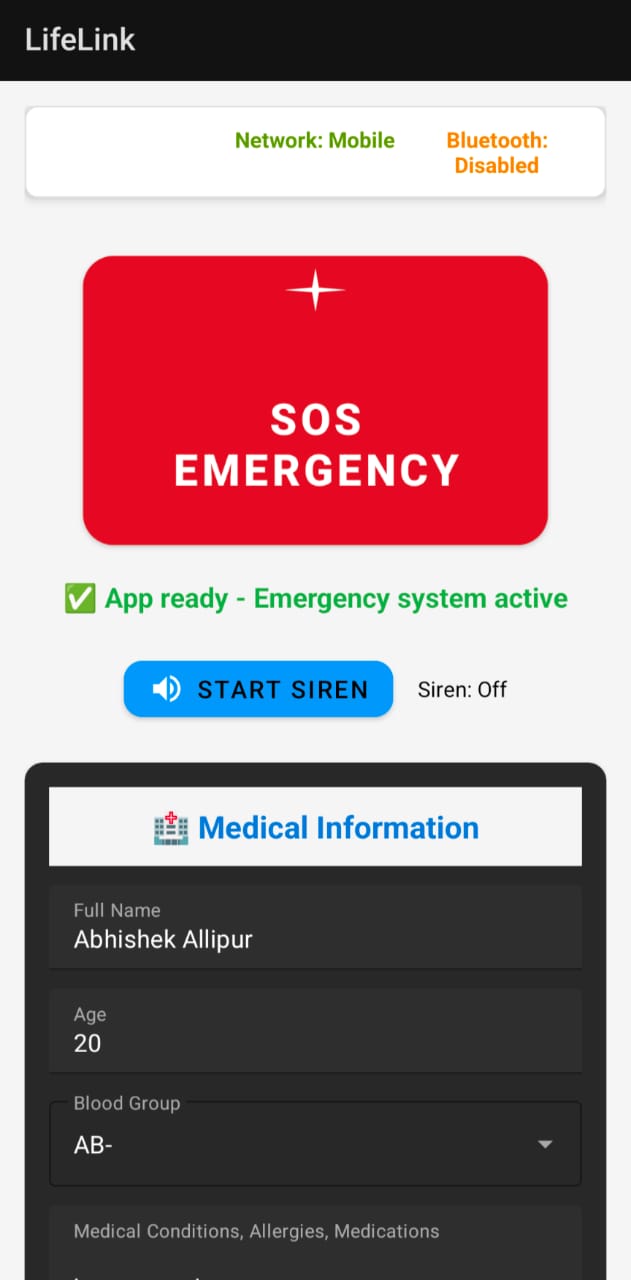 LifeLink
Network: Mobile
Bluetooth:
Disabled
SOS
EMERGENCY
✅ App ready - Emergency system active
START SIREN
Siren: Off
🏥 Medical Information
Full Name
Abhishek Allipur
Age
20
Blood Group
AB-
Medical Conditions, Allergies, Medications